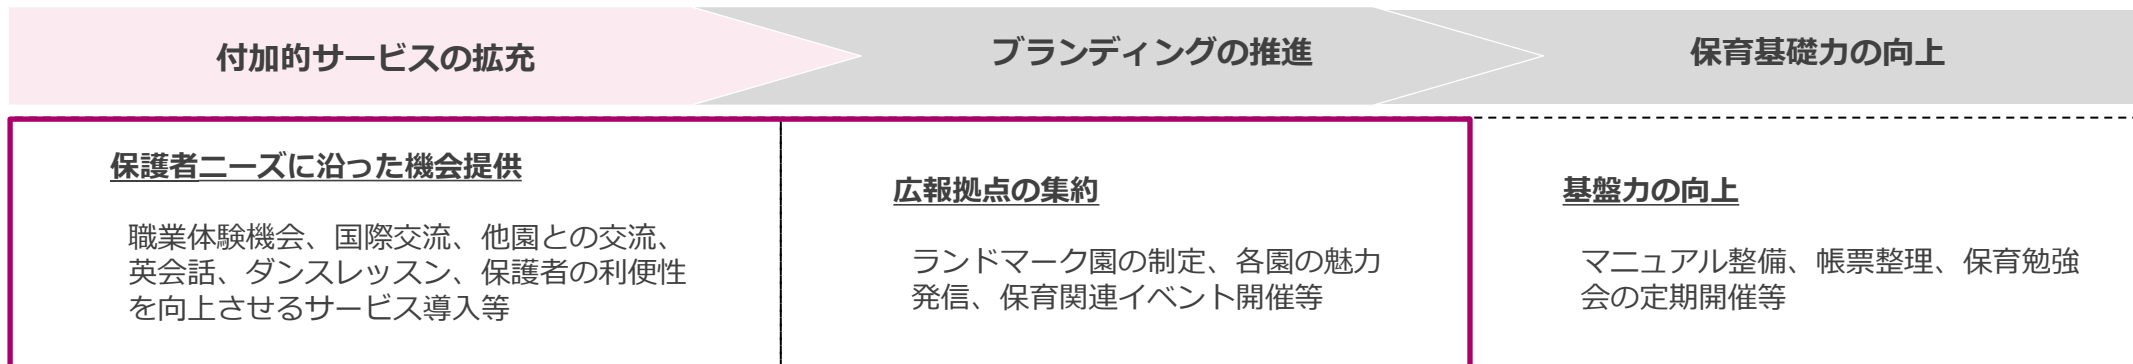 付加的サービスの拡充
ブランディングの推進
保育基礎力の向上
保護者ニーズに沿った機会提供
職業体験機会、国際交流、他園との交流、
英会話、ダンスレッスン、保護者の利便性
を向上させるサービス導入等
広報拠点の集約
ランドマーク園の制定、各園の魅力
発信、保育関連イベント開催等
基盤力の向上
マニュアル整備、帳票整理、保育勉強
会の定期開催等